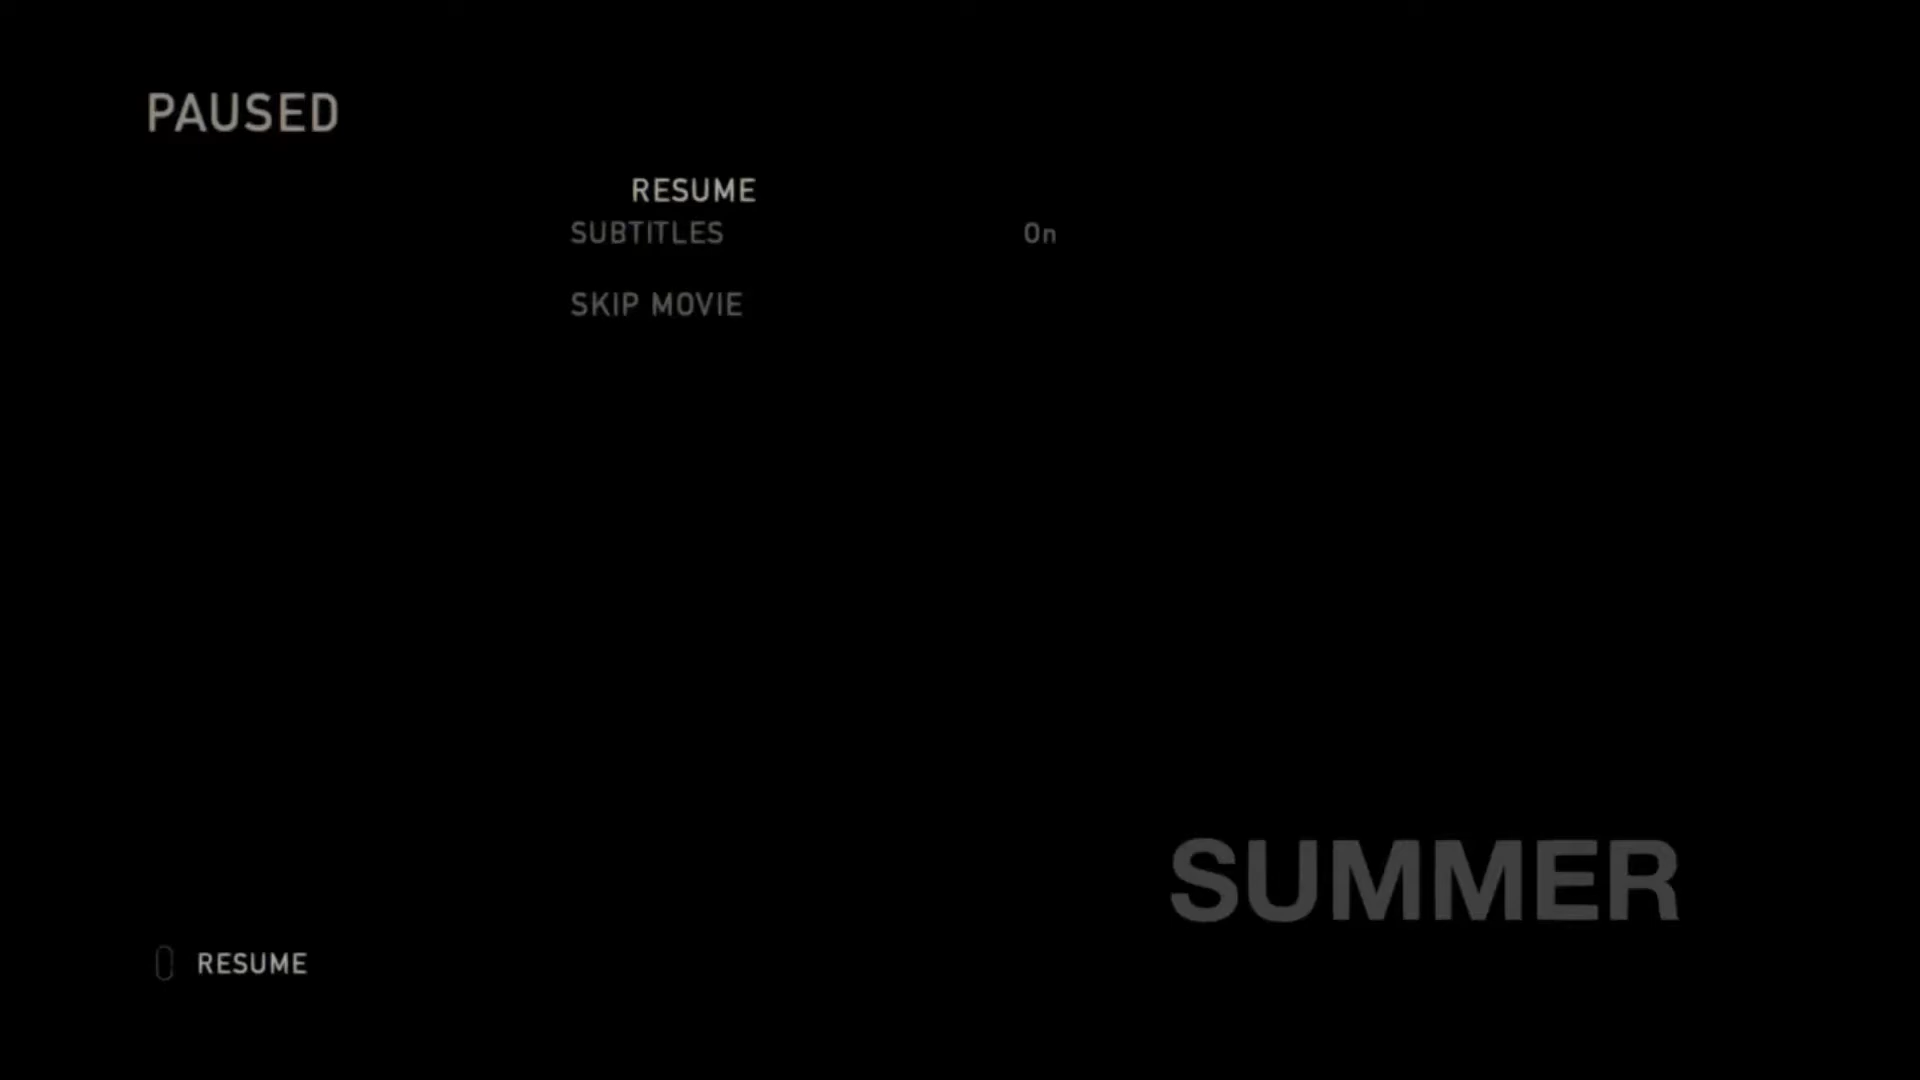 PAUSED
RESUME
SUBTITLES On
SKIP MOVIE
SUMMER
RESUME